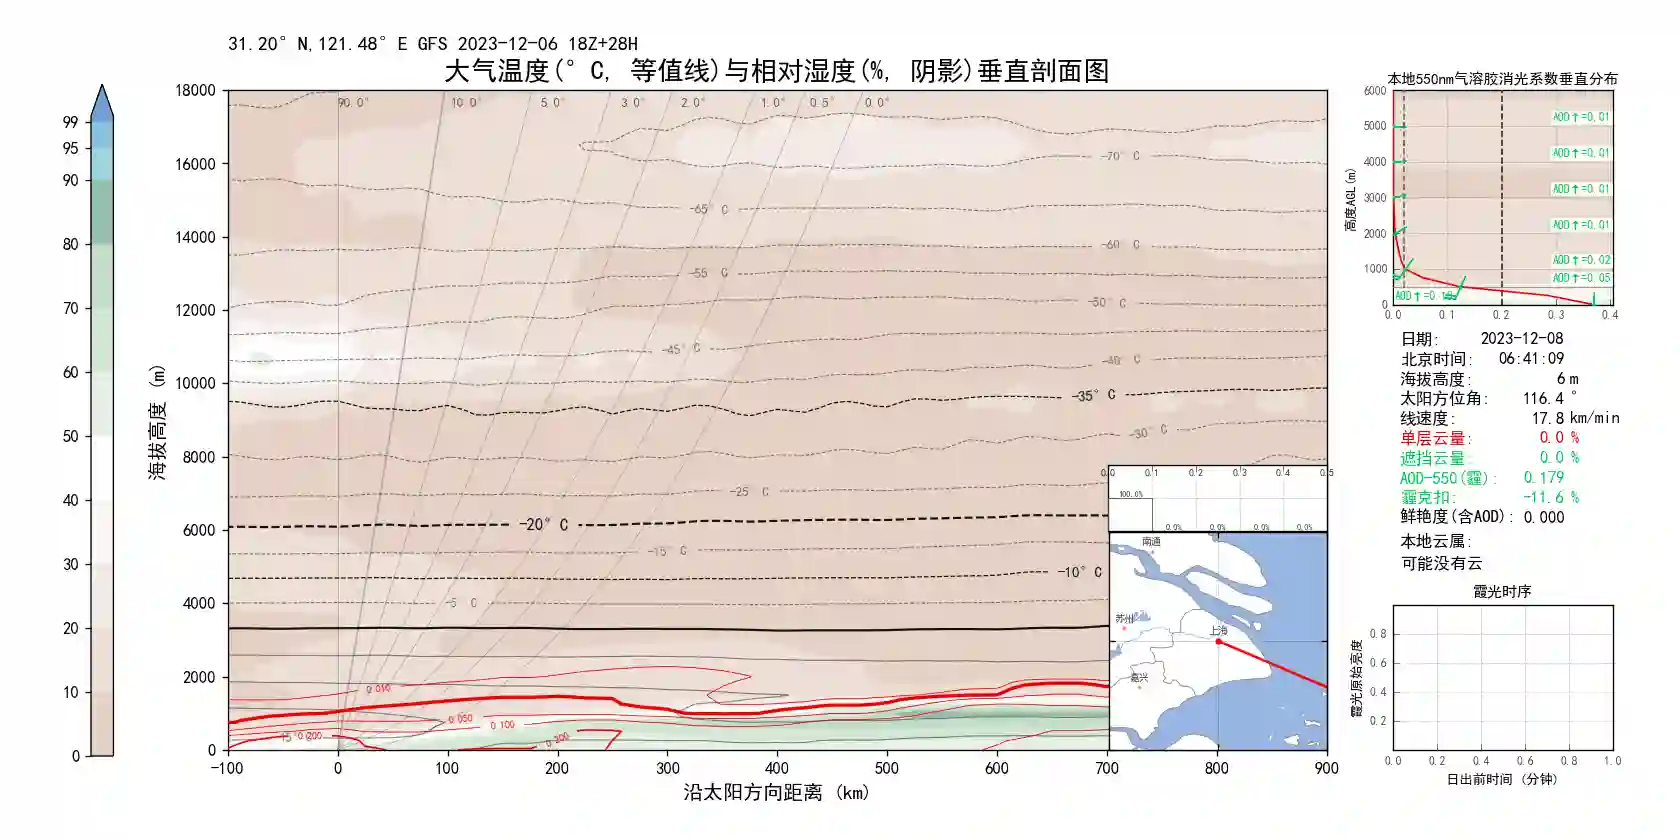 31.20° N,121.48° E GFS 2023-12-06 18Z+28H
大气温度(° C, 等值线)与相对湿度(%, 阴影)垂直剖面图
99
95
90
80
70
60
50
40
30
20
10
0
海拔高度 (m)
18000
16000
14000
12000
10000
8000
6000
4000
2000
0
90.0° 10.0° 5.0° 3.0° 2.0° 1.0° 0.5° 0.0°
-70° C
-65° C
-60° C
-55° C
-50° C
-45° C
-40° C
-35° C
-30° C
-25 C
-20° C
-15° C
-10° C
-5 C
0.010
0.050
0.100
0.200
0.200
-100 0 100 200 300 400 500 600 700 800 900
沿太阳方向距离 (km)
0.0 0.1 0.2 0.3 0.4 0.5
100.0%
0.0% 0.0% 0.0% 0.0%
南通
苏州
上海
嘉兴
本地550nm气溶胶消光系数垂直分布
高度AGL(m)
6000
5000
4000
3000
2000
1000
0
AOD↑=0.01
AOD↑=0.01
AOD↑=0.01
AOD↑=0.01
AOD↑=0.02
AOD↑=0.05
0.0 0.1 0.2 0.3 0.4
日期: 2023-12-08
北京时间: 06:41:09
海拔高度: 6 m
太阳方位角: 116.4 °
线速度: 17.8 km/min
单层云量: 0.0 %
遮挡云量: 0.0 %
AOD-550(霾): 0.179
霾克扣: -11.6 %
鲜艳度(含AOD): 0.000
本地云属:
可能没有云
霞光时序
霞光原始亮度
0.8
0.6
0.4
0.2
0.0 0.2 0.4 0.6 0.8 1.0
日出前时间 (分钟)